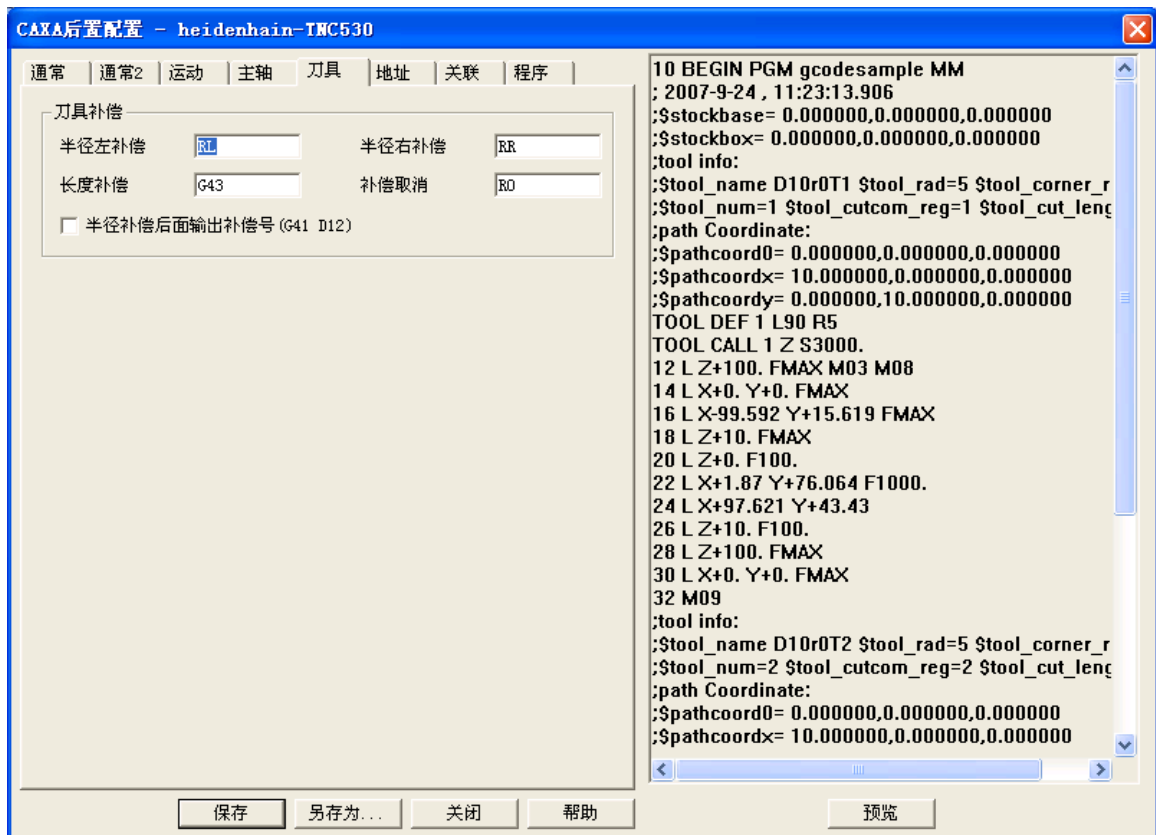 CAXA后置配置 - heidenhain-TNC530
通常 通常2 运动 主轴 刀具 地址 关联 程序
刀具补偿
半径左补偿 RL 半径右补偿 RR
长度补偿 G43 补偿取消 R0
半径补偿后面输出补偿号(G41 D12)
10 BEGIN PGM gcodesample MM
; 2007-9-24 , 11:23:13.906
;$stockbase= 0.000000,0.000000,0.000000
;$stockbox= 0.000000,0.000000,0.000000
;tool info:
;$tool_name D10r0T1 $tool_rad=5 $tool_corner_r
;$tool_num=1 $tool_cutcom_reg=1 $tool_cut_leng
;path Coordinate:
;$pathcoord0= 0.000000,0.000000,0.000000
;$pathcoordx= 10.000000,0.000000,0.000000
;$pathcoordy= 0.000000,10.000000,0.000000
TOOL DEF 1 L90 R5
TOOL CALL 1 Z S3000.
12 L Z+100. FMAX M03 M08
14 L X+0. Y+0. FMAX
16 L X-99.592 Y+15.619 FMAX
18 L Z+10. FMAX
20 L Z+0. F100.
22 L X+1.87 Y+76.064 F1000.
24 L X+97.621 Y+43.43
26 L Z+10. F100.
28 L Z+100. FMAX
30 L X+0. Y+0. FMAX
32 M09
;tool info:
;$tool_name D10r0T2 $tool_rad=5 $tool_corner_r
;$tool_num=2 $tool_cutcom_reg=2 $tool_cut_leng
;path Coordinate:
;$pathcoord0= 0.000000,0.000000,0.000000
;$pathcoordx= 10.000000,0.000000,0.000000
保存 另存为... 关闭 帮助 预览